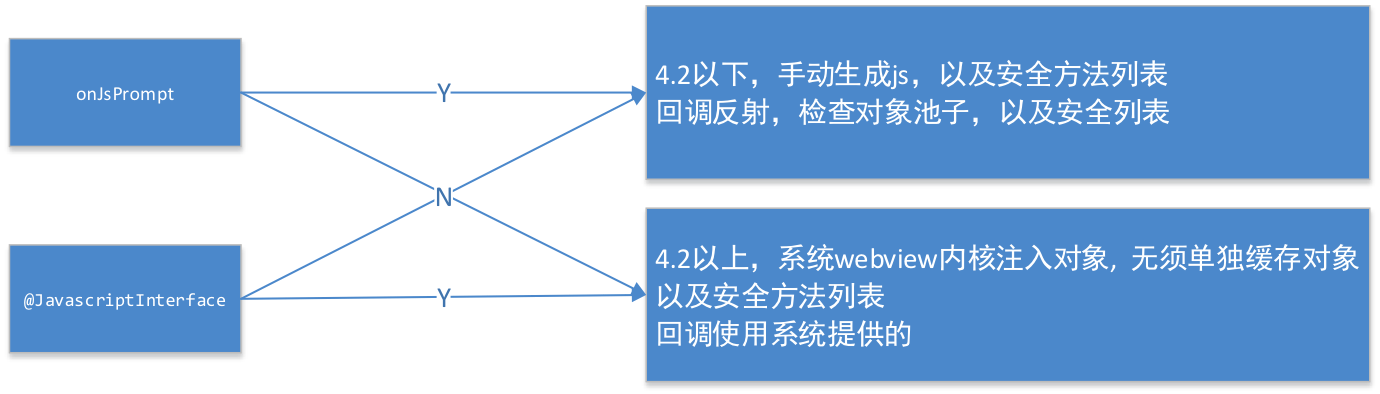 onJsPrompt
Y
4.2以下，手动生成js，以及安全方法列表
回调反射，检查对象池子，以及安全列表
N
@JavascriptInterface
Y
4.2以上，系统webview内核注入对象, 无须单独缓存对象
以及安全方法列表
回调使用系统提供的